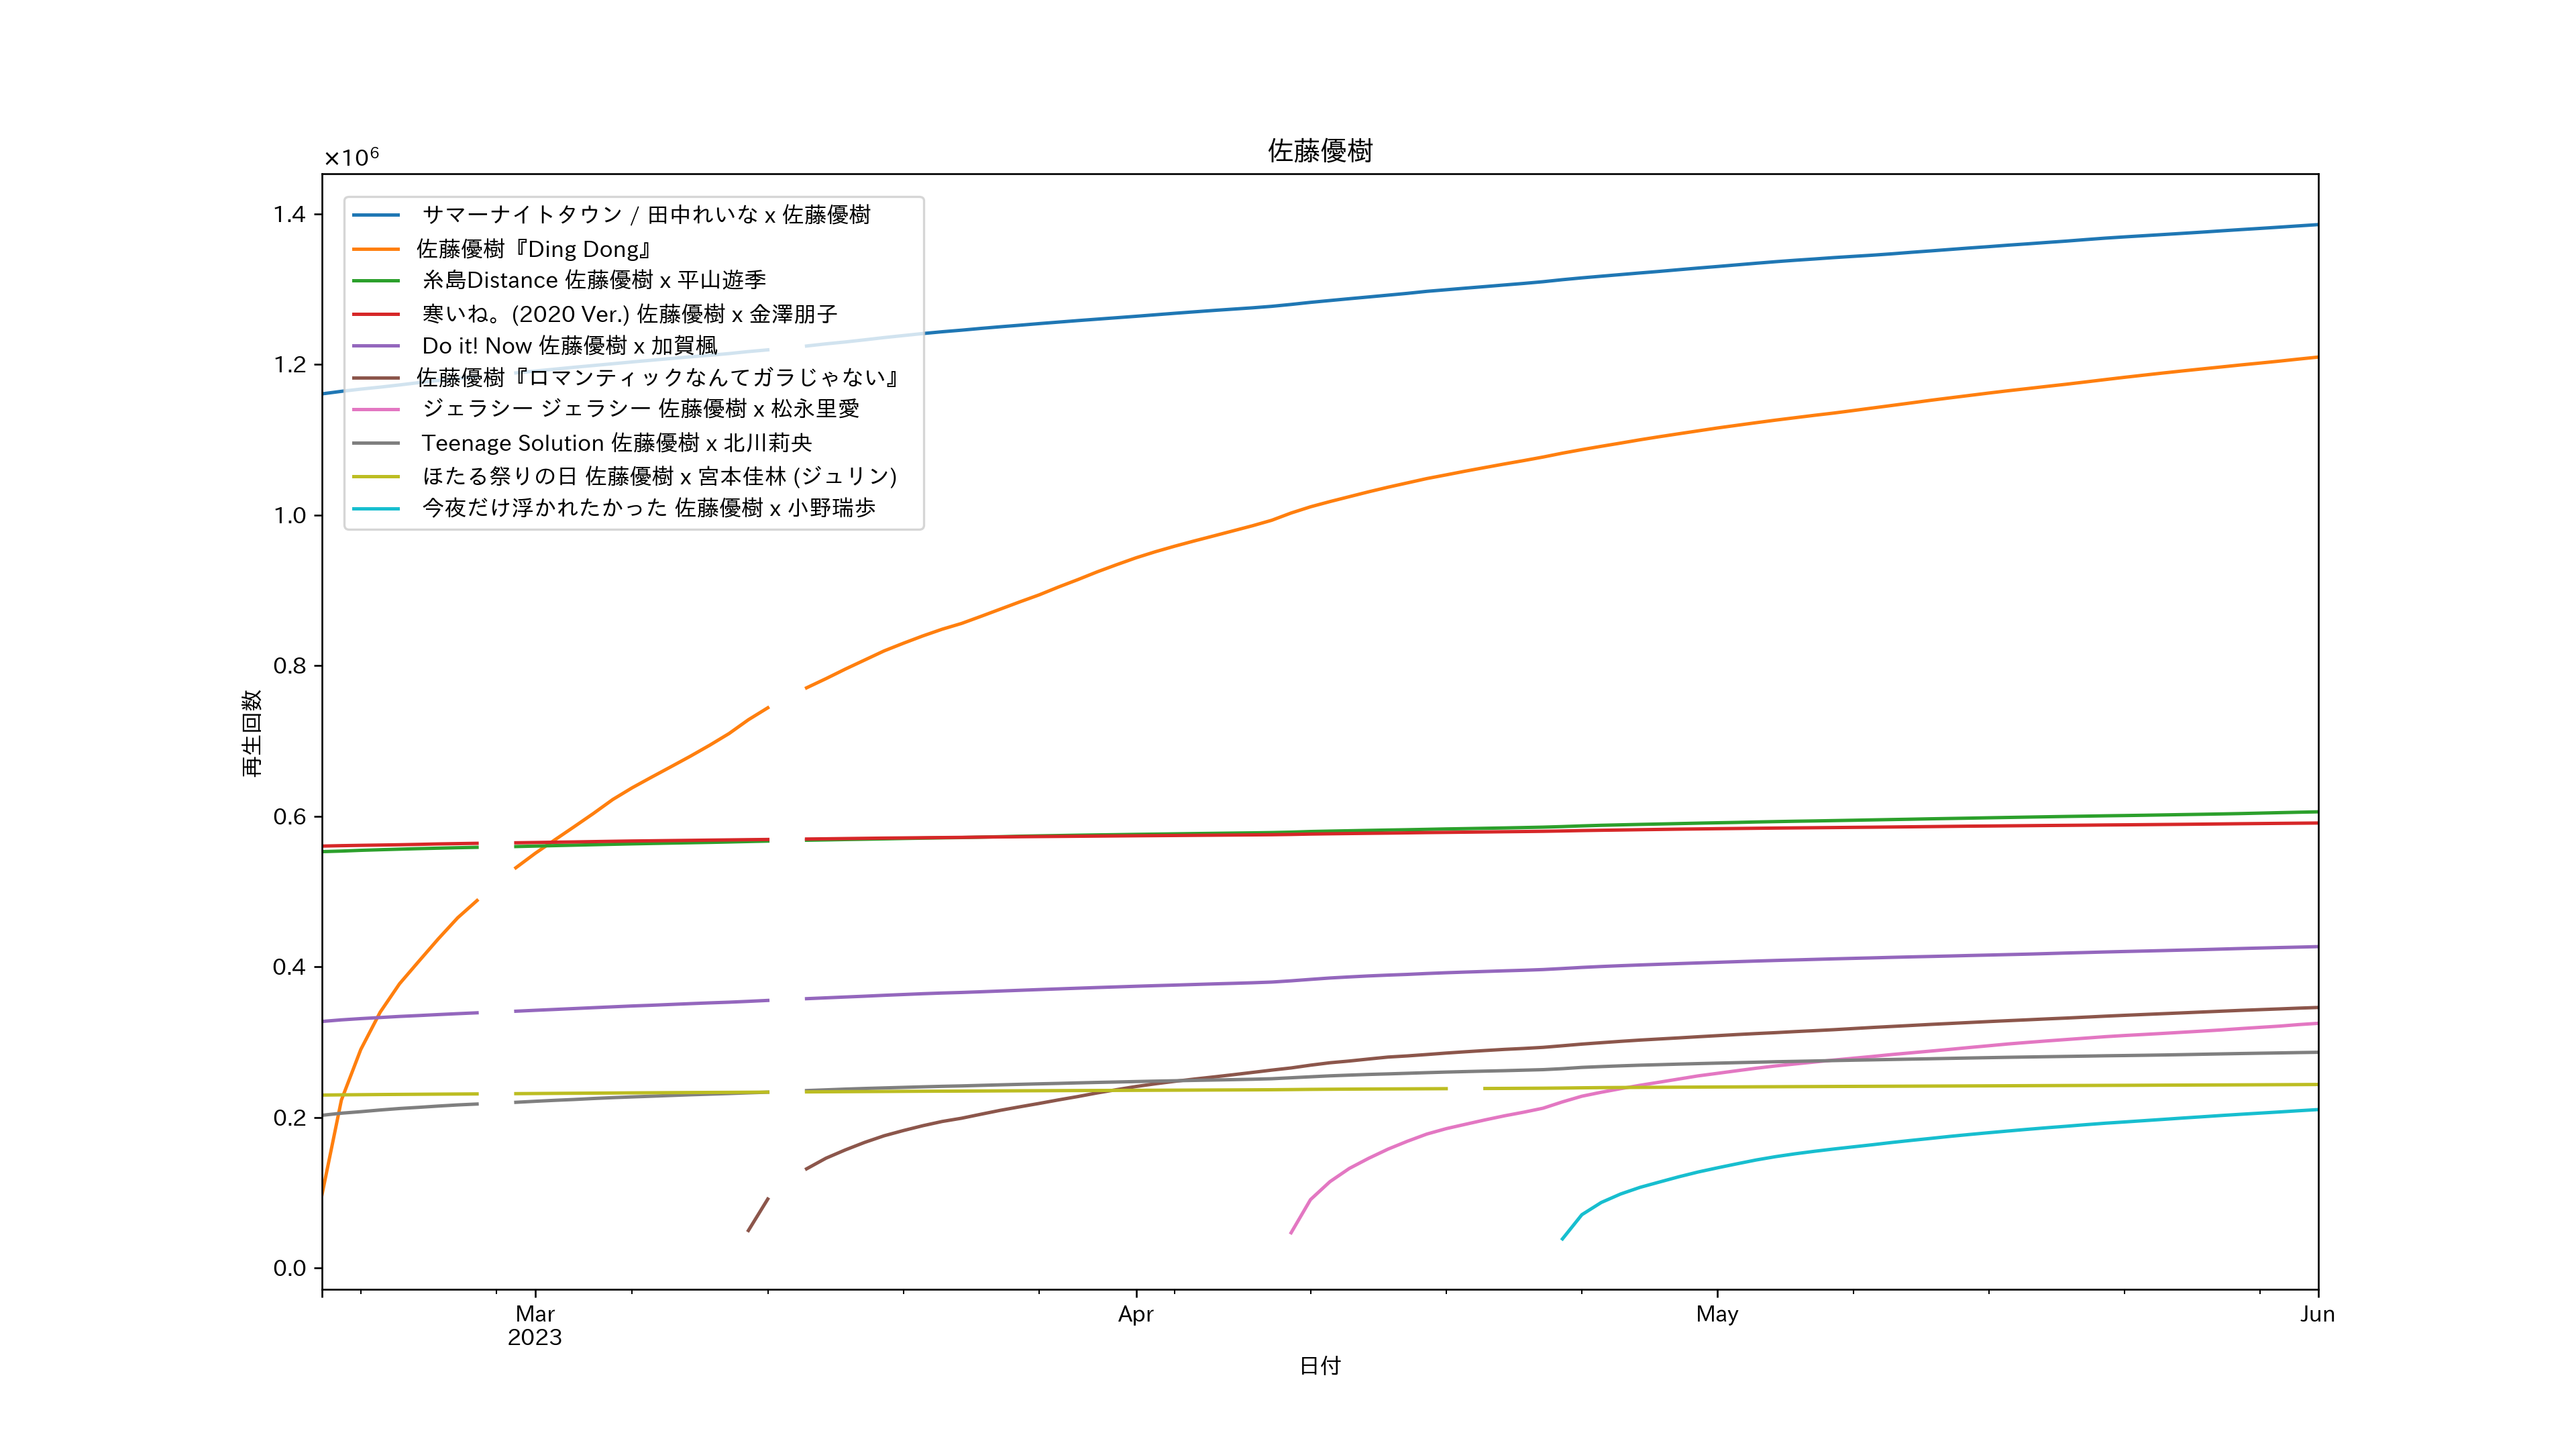 佐藤優樹
×10⁶
1.4
1.2
1.0
0.8
0.6
0.4
0.2
0.0
再生回数
サマーナイトタウン / 田中れいな x 佐藤優樹
佐藤優樹『Ding Dong』
糸島Distance 佐藤優樹 x 平山遊季
寒いね。(2020 Ver.) 佐藤優樹 x 金澤朋子
Do it! Now 佐藤優樹 x 加賀楓
佐藤優樹『ロマンティックなんてガラじゃない』
ジェラシー ジェラシー 佐藤優樹 x 松永里愛
Teenage Solution 佐藤優樹 x 北川莉央
ほたる祭りの日 佐藤優樹 x 宮本佳林 (ジュリン)
今夜だけ浮かれたかった 佐藤優樹 x 小野瑞歩
Mar
2023
Apr
May
Jun
日付